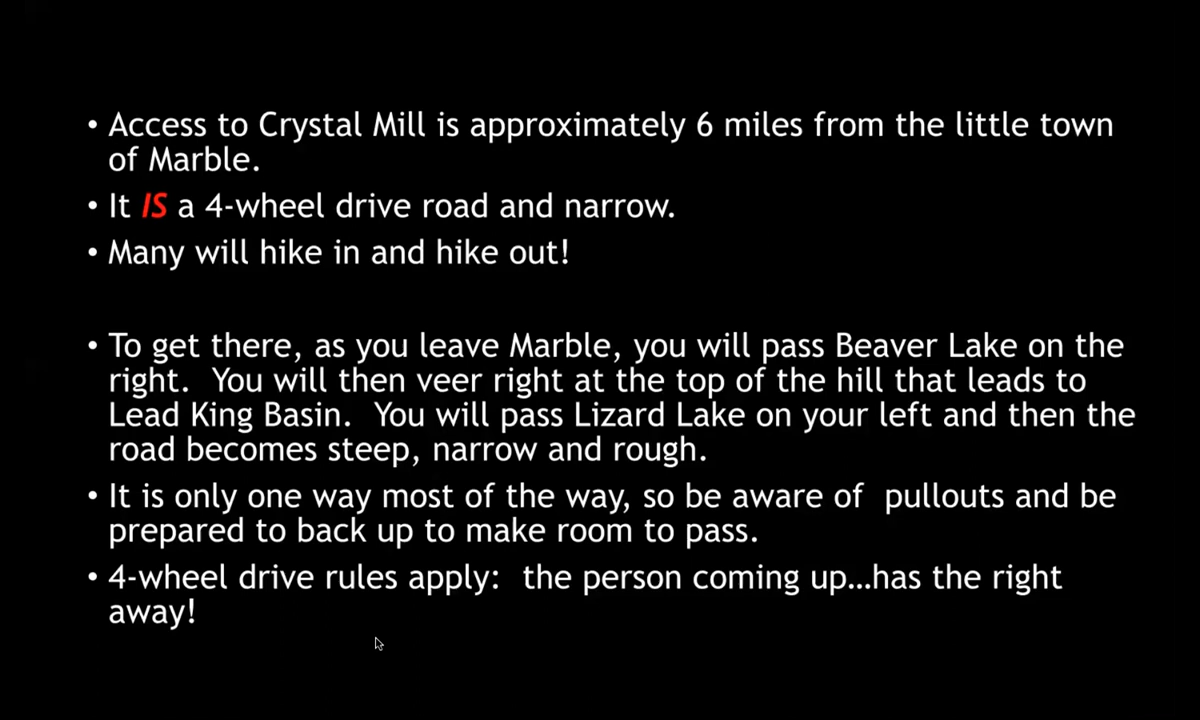 • Access to Crystal Mill is approximately 6 miles from the little town
of Marble.
• It IS a 4-wheel drive road and narrow.
• Many will hike in and hike out!
• To get there, as you leave Marble, you will pass Beaver Lake on the
right.  You will then veer right at the top of the hill that leads to
Lead King Basin.  You will pass Lizard Lake on your left and then the
road becomes steep, narrow and rough.
• It is only one way most of the way, so be aware of  pullouts and be
prepared to back up to make room to pass.
• 4-wheel drive rules apply:  the person coming up…has the right
away!